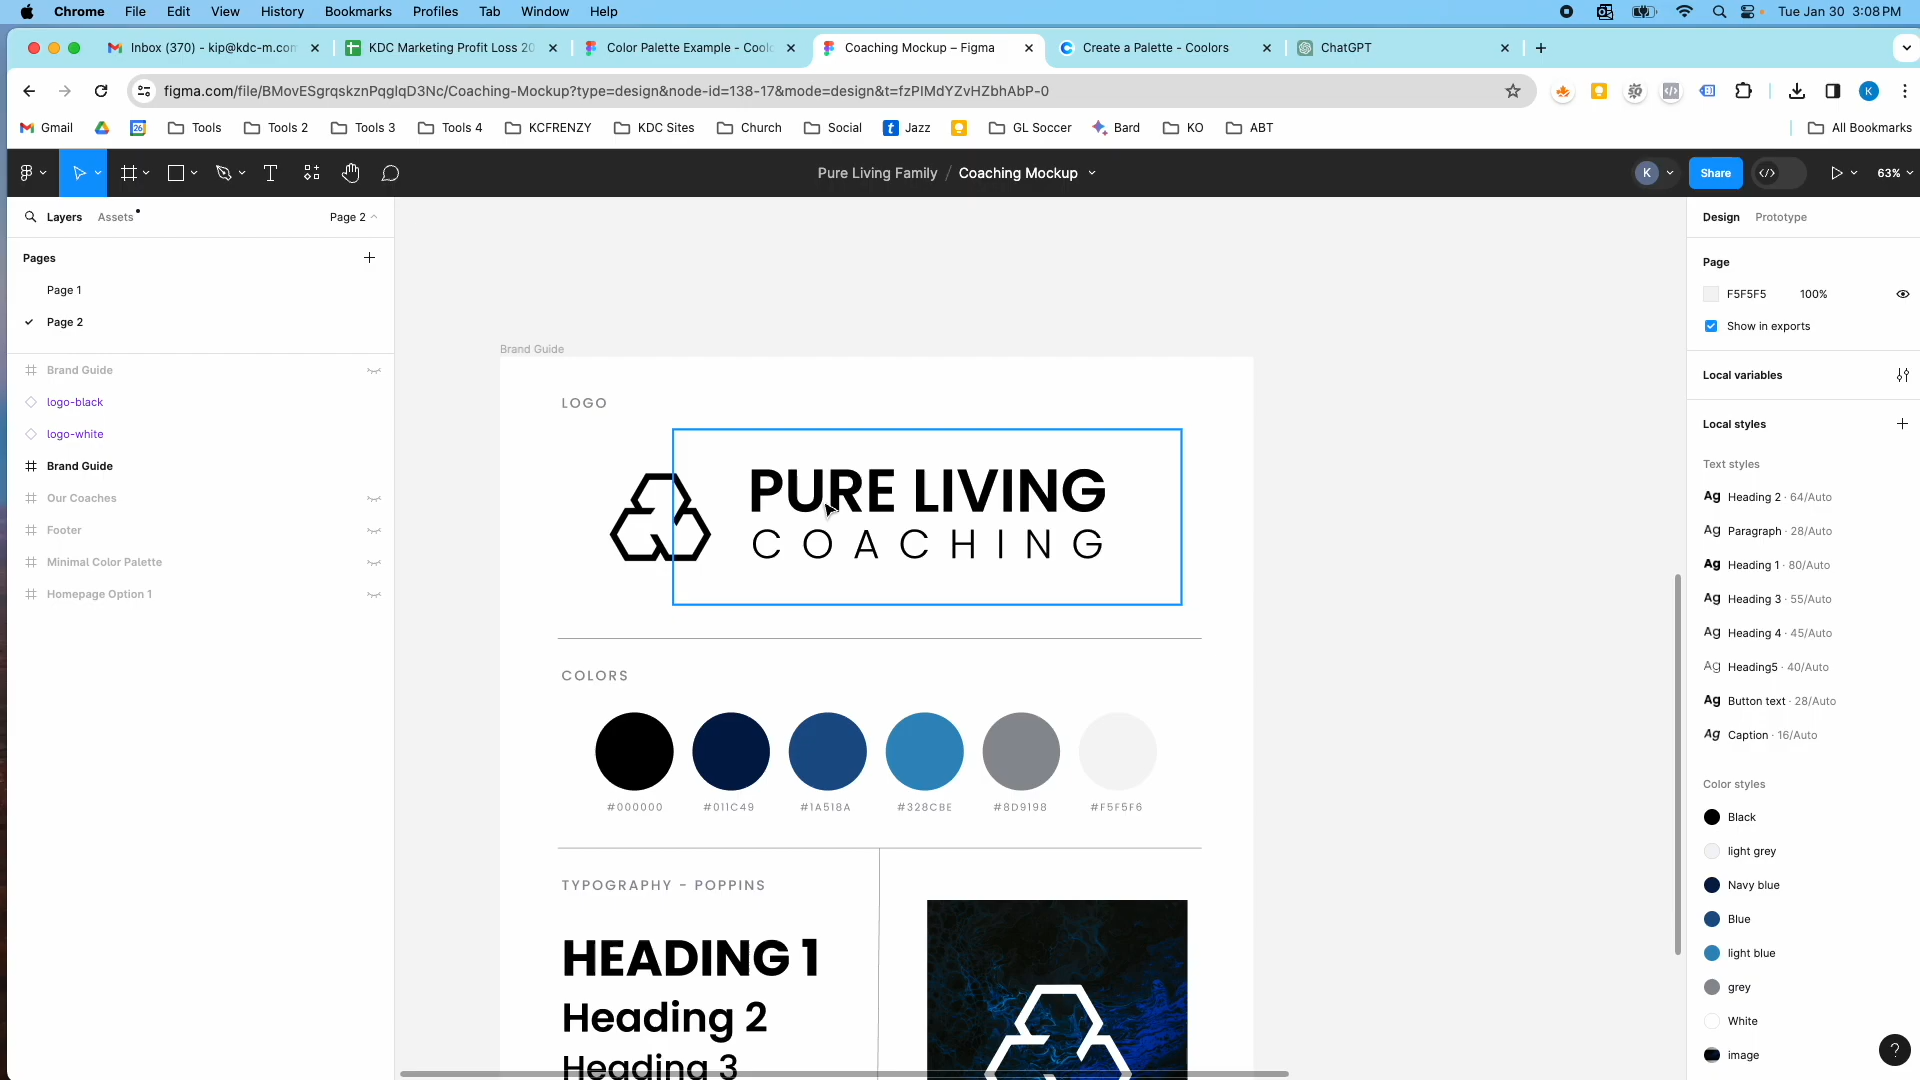 Chrome File Edit View History Bookmarks Profiles Tab Window Help Tue Jan 30 3:08 PM
Inbox (370) - kip@kdc-m.com KDC Marketing Profit Loss 20 Color Palette Example - Coolo Coaching Mockup – Figma Create a Palette - Coolors ChatGPT
figma.com/file/BMovESgrqskznPqgIqD3Nc/Coaching-Mockup?type=design&node-id=138-17&mode=design&t=fzPIMdYZvHZbhAbP-0 K
Gmail 26 Tools Tools 2 Tools 3 Tools 4 KCFRENZY KDC Sites Church Social t Jazz GL Soccer Bard KO ABT All Bookmarks
Pure Living Family / Coaching Mockup K Share 63%
Layers Assets Page 2
Design Prototype
Pages
Page 1
Page 2
Brand Guide
logo-black
logo-white
Brand Guide
Our Coaches
Footer
Minimal Color Palette
Homepage Option 1
Brand Guide
LOGO
PURE LIVING
COACHING
COLORS
#000000 #011C49 #1A518A #328CBE #8D9198 #F5F5F6
TYPOGRAPHY - POPPINS
HEADING 1
Heading 2
Heading 3
Page
F5F5F5 100%
Show in exports
Local variables
Local styles
Text styles
Ag Heading 2 · 64/Auto
Ag Paragraph · 28/Auto
Ag Heading 1 · 80/Auto
Ag Heading 3 · 55/Auto
Ag Heading 4 · 45/Auto
Ag Heading5 · 40/Auto
Ag Button text · 28/Auto
Ag Caption · 16/Auto
Color styles
Black
light grey
Navy blue
Blue
light blue
grey
White
image
?